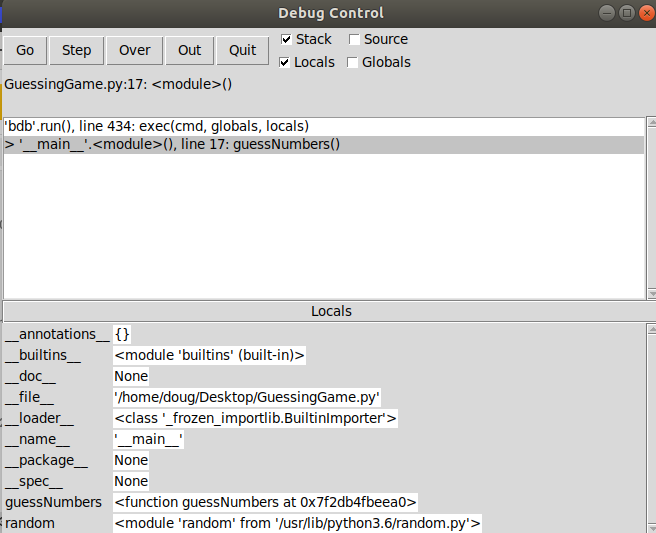 Debug Control
Go Step Over Out Quit Stack Source
Locals Globals
GuessingGame.py:17: <module>()
'bdb'.run(), line 434: exec(cmd, globals, locals)
> '__main__'.<module>(), line 17: guessNumbers()
Locals
__annotations__ {}
__builtins__ <module 'builtins' (built-in)>
__doc__ None
__file__ '/home/doug/Desktop/GuessingGame.py'
__loader__ <class '_frozen_importlib.BuiltinImporter'>
__name__ '__main__'
__package__ None
__spec__ None
guessNumbers <function guessNumbers at 0x7f2db4fbeea0>
random <module 'random' from '/usr/lib/python3.6/random.py'>